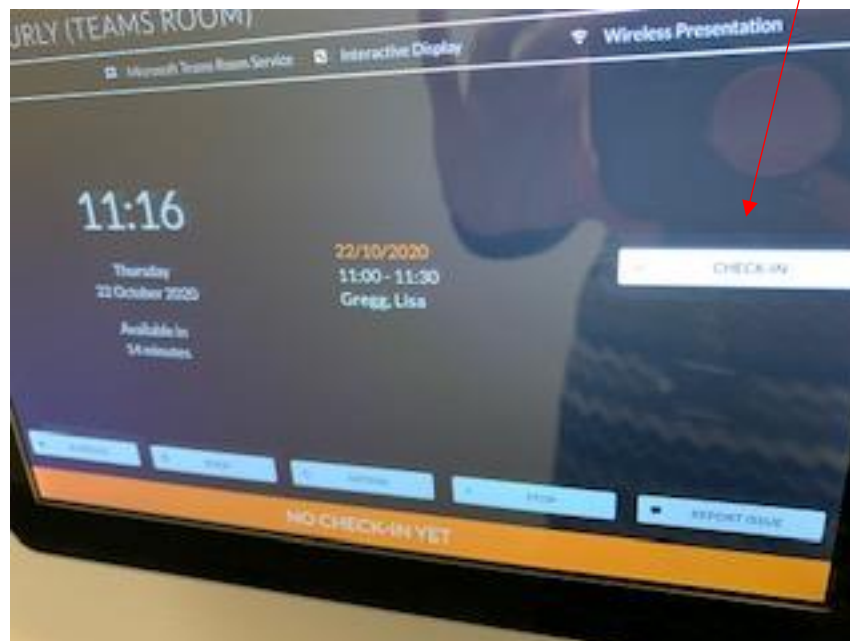 URLY (TEAMS ROOM)
Microsoft Teams Room Service Interactive Display Wireless Presentation
11:16
Thursday
22 October 2020
Available in
14 minutes
22/10/2020
11:00 - 11:30
Gregg, Lisa
CHECK-IN
STOP
REPORT ISSUE
NO CHECK-IN YET